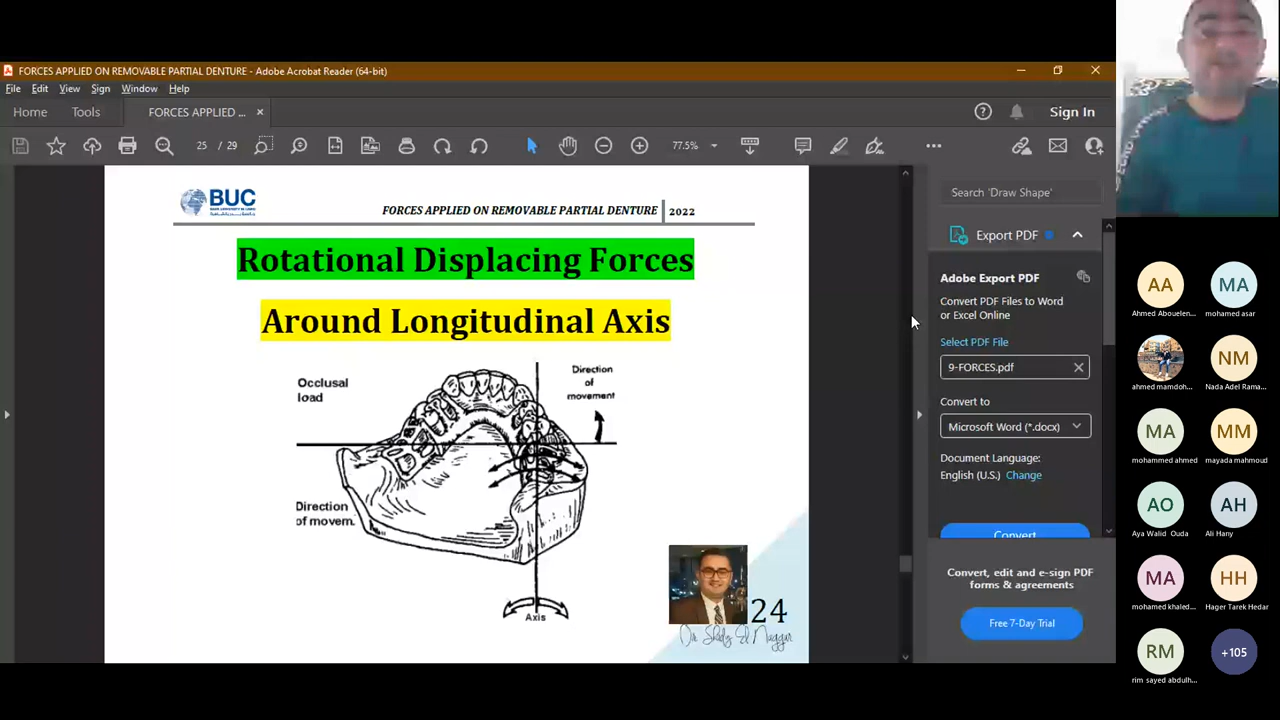 FORCES APPLIED ON REMOVABLE PARTIAL DENTURE - Adobe Acrobat Reader (64-bit)
File Edit View Sign Window Help
Home Tools FORCES APPLIED ... Sign In
25 / 29 77.5%
BUC
FORCES APPLIED ON REMOVABLE PARTIAL DENTURE 2022
Rotational Displacing Forces
Around Longitudinal Axis
Occlusal
load
Direction
of
movement
Direction
of movem.
Axis
24
Search 'Draw Shape'
Export PDF
Adobe Export PDF
Convert PDF Files to Word
or Excel Online
Select PDF File
9-FORCES.pdf
Convert to
Microsoft Word (*.docx)
Document Language:
English (U.S.) Change
Convert
Convert, edit and e-sign PDF
forms & agreements
Free 7-Day Trial
AA MA
Ahmed Abouelen... mohamed asar
NM
ahmed mamdoh... Nada Adel Rama...
MA MM
mohammed ahmed mayada mahmoud
AO AH
Aya Walid Ouda Ali Hany
MA HH
mohamed khaled... Hager Tarek Hedar
RM +105
rim sayed abdulh...